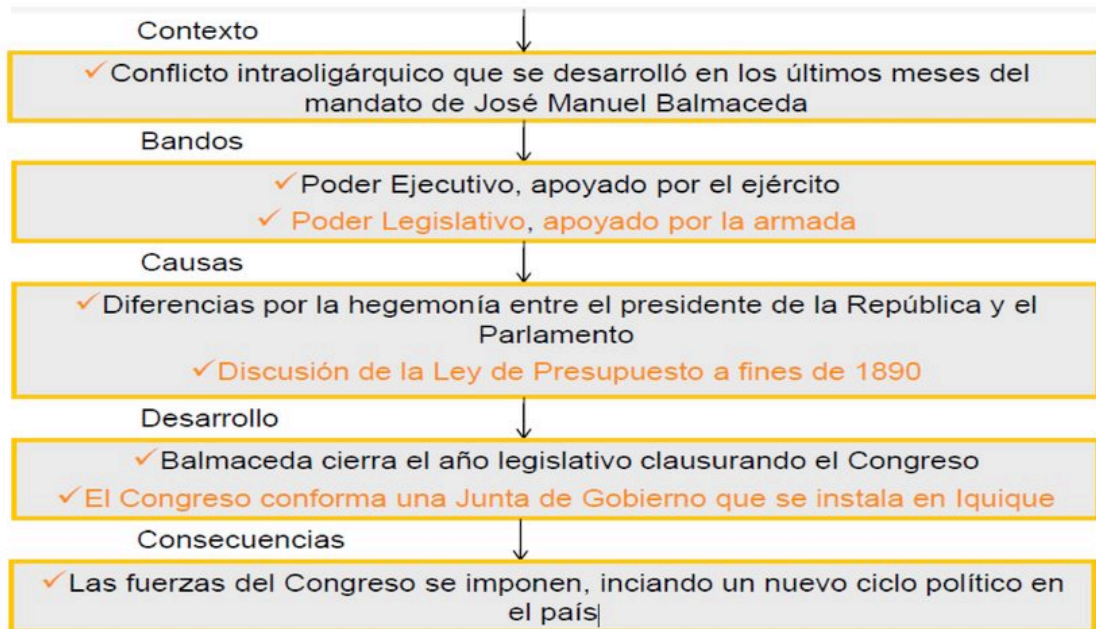 Contexto
✓Conflicto intraoligárquico que se desarrolló en los últimos meses del
mandato de José Manuel Balmaceda
Bandos
✓Poder Ejecutivo, apoyado por el ejército
✓ Poder Legislativo, apoyado por la armada
Causas
✓Diferencias por la hegemonía entre el presidente de la República y el
Parlamento
✓Discusión de la Ley de Presupuesto a fines de 1890
Desarrollo
✓Balmaceda cierra el año legislativo clausurando el Congreso
✓El Congreso conforma una Junta de Gobierno que se instala en Iquique
Consecuencias
✓Las fuerzas del Congreso se imponen, inciando un nuevo ciclo político en
el país